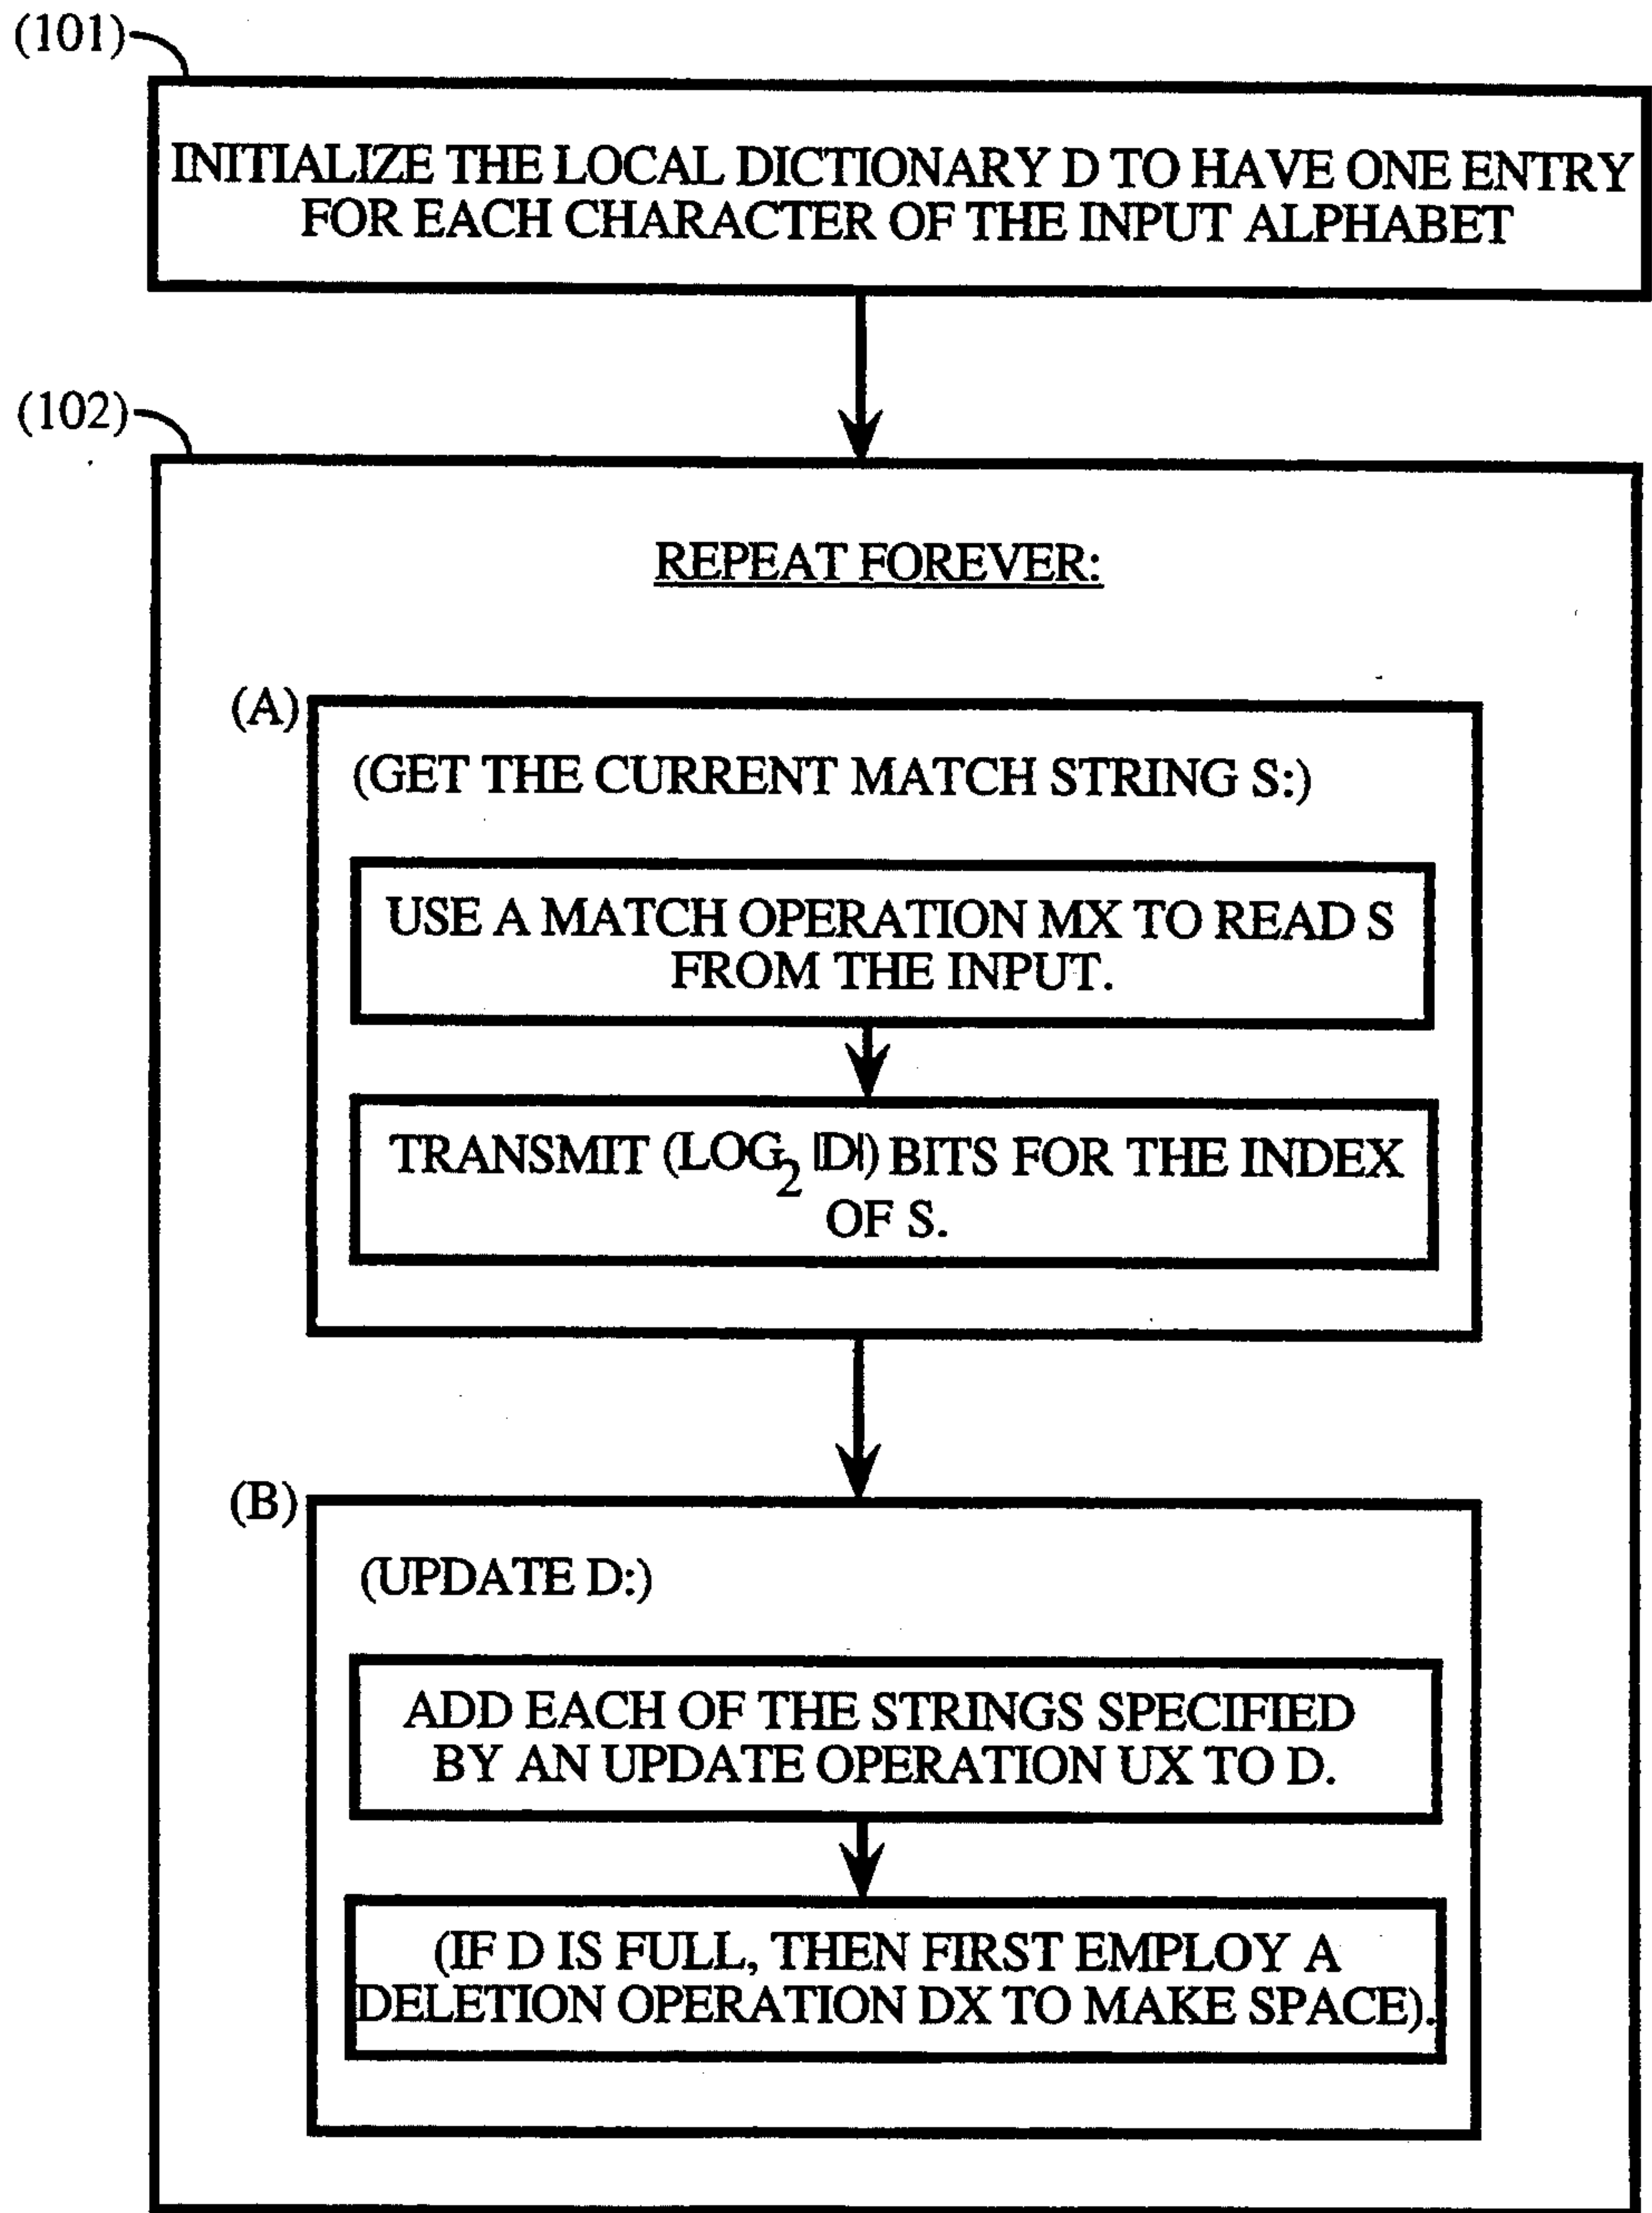 (101)
INITIALIZE THE LOCAL DICTIONARY D TO HAVE ONE ENTRY
FOR EACH CHARACTER OF THE INPUT ALPHABET
(102)
REPEAT FOREVER:
(A)
(GET THE CURRENT MATCH STRING S:)
USE A MATCH OPERATION MX TO READ S
FROM THE INPUT.
TRANSMIT (LOG₂ |D|) BITS FOR THE INDEX
OF S.
(B)
(UPDATE D:)
ADD EACH OF THE STRINGS SPECIFIED
BY AN UPDATE OPERATION UX TO D.
(IF D IS FULL, THEN FIRST EMPLOY A
DELETION OPERATION DX TO MAKE SPACE).